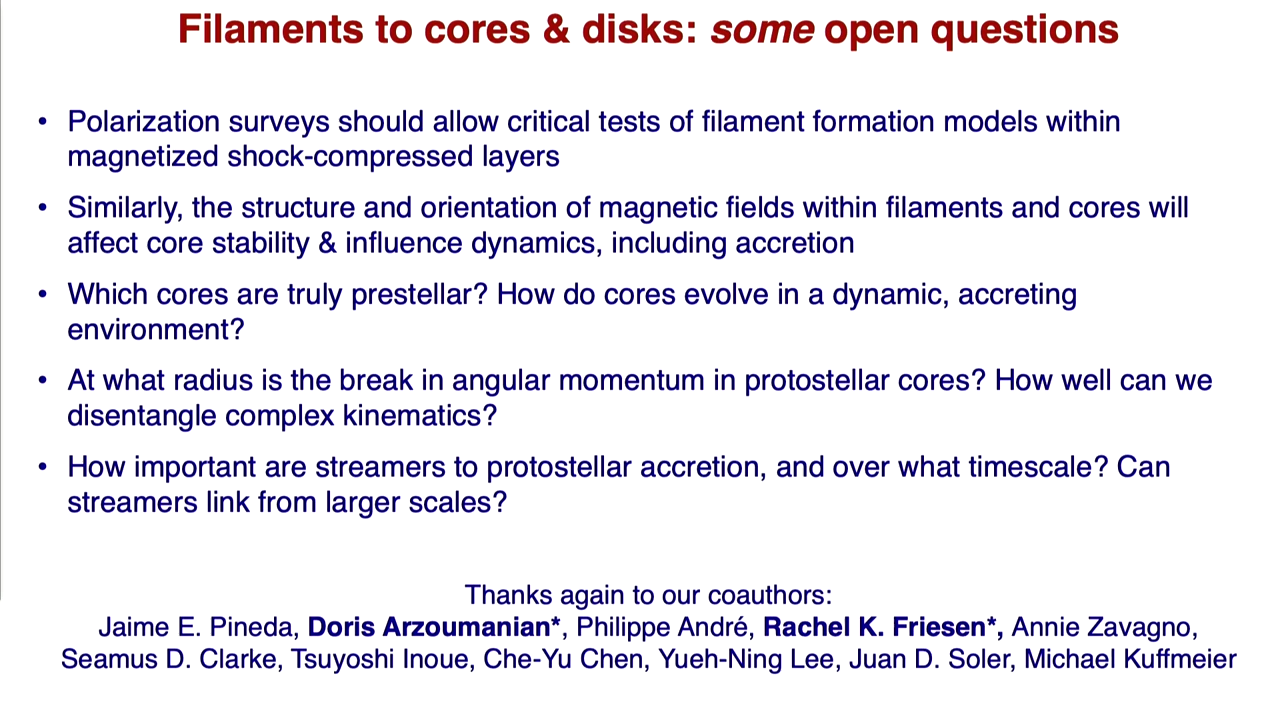 Filaments to cores & disks: some open questions
• Polarization surveys should allow critical tests of filament formation models within
magnetized shock-compressed layers
• Similarly, the structure and orientation of magnetic fields within filaments and cores will
affect core stability & influence dynamics, including accretion
• Which cores are truly prestellar? How do cores evolve in a dynamic, accreting
environment?
• At what radius is the break in angular momentum in protostellar cores? How well can we
disentangle complex kinematics?
• How important are streamers to protostellar accretion, and over what timescale? Can
streamers link from larger scales?
Thanks again to our coauthors:
Jaime E. Pineda, Doris Arzoumanian*, Philippe André, Rachel K. Friesen*, Annie Zavagno,
Seamus D. Clarke, Tsuyoshi Inoue, Che-Yu Chen, Yueh-Ning Lee, Juan D. Soler, Michael Kuffmeier